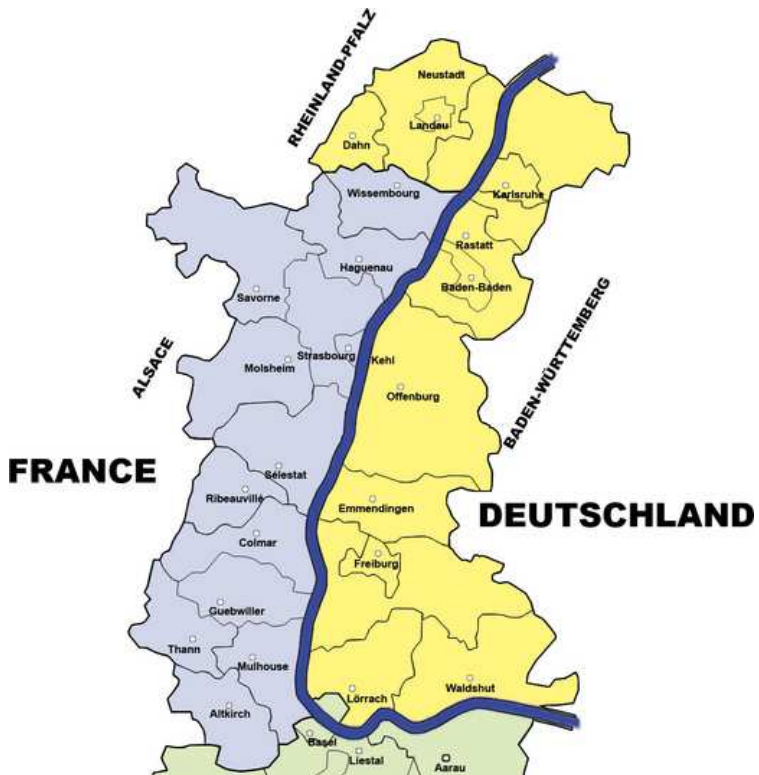 RHEINLAND-PFALZ
Neustadt
Landau
Dahn
Wissembourg
Karlsruhe
Rastatt
Haguenau
Baden-Baden
Savorne
ALSACE
Strasbourg
Kehl
Molsheim
Offenburg
BADEN-WÜRTTEMBERG
FRANCE
Sélestat
Ribeauvillé
Emmendingen
DEUTSCHLAND
Colmar
Freiburg
Guebwiller
Thann
Mulhouse
Waldshut
Lörrach
Altkirch
Basel
Liestal
Aarau